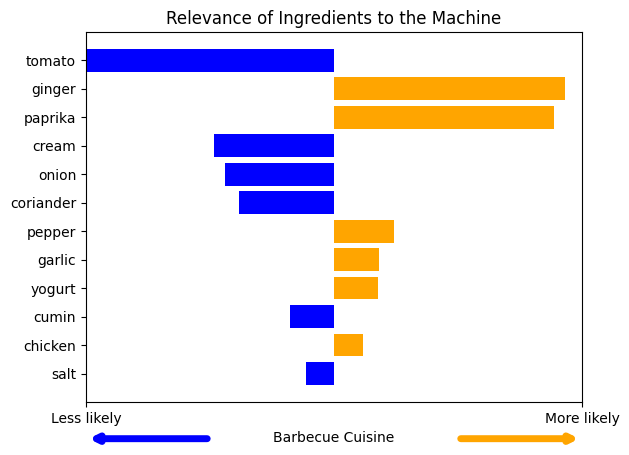 Relevance of Ingredients to the Machine
tomato
ginger
paprika
cream
onion
coriander
pepper
garlic
yogurt
cumin
chicken
salt
Less likely
More likely
Barbecue Cuisine